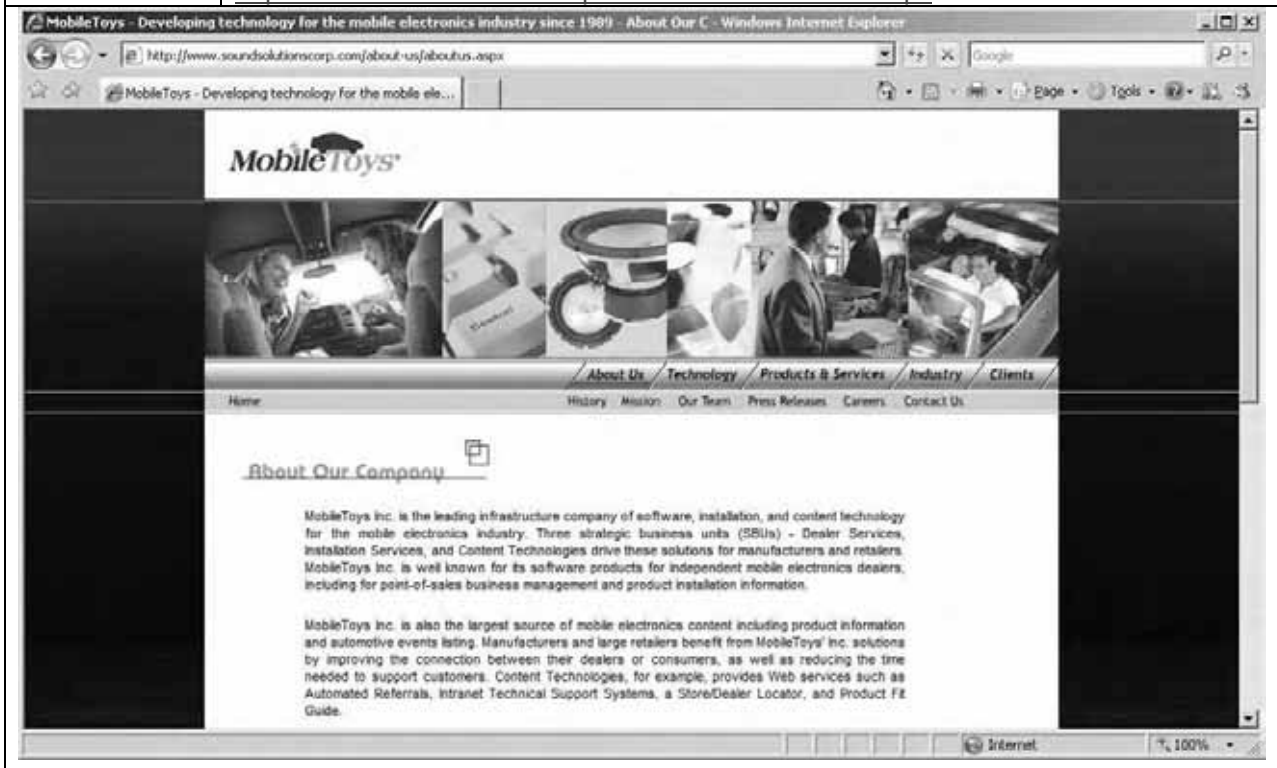 MobileToys - Developing technology for the mobile electronics industry since 1989 - About Our C - Windows Internet Explorer
http://www.soundsolutionscorp.com/about-us/aboutus.aspx
Google
MobileToys - Developing technology for the mobile ele...
Page
Tools
MobileToys
About Us
Technology
Products & Services
Industry
Clients
Home
History
Mission
Our Team
Press Releases
Careers
Contact Us
About Our Company
MobileToys Inc. is the leading infrastructure company of software, installation, and content technology
for the mobile electronics industry. Three strategic business units (SBUs) - Dealer Services,
Installation Services, and Content Technologies drive these solutions for manufacturers and retailers.
MobileToys Inc. is well known for its software products for independent mobile electronics dealers,
including for point-of-sales business management and product installation information.
MobileToys Inc. is also the largest source of mobile electronics content including product information
and automotive events listing. Manufacturers and large retailers benefit from MobileToys' Inc. solutions
by improving the connection between their dealers or consumers, as well as reducing the time
needed to support customers. Content Technologies, for example, provides Web services such as
Automated Referrals, Intranet Technical Support Systems, a Store/Dealer Locator, and Product Fit
Guide.
Internet
100%